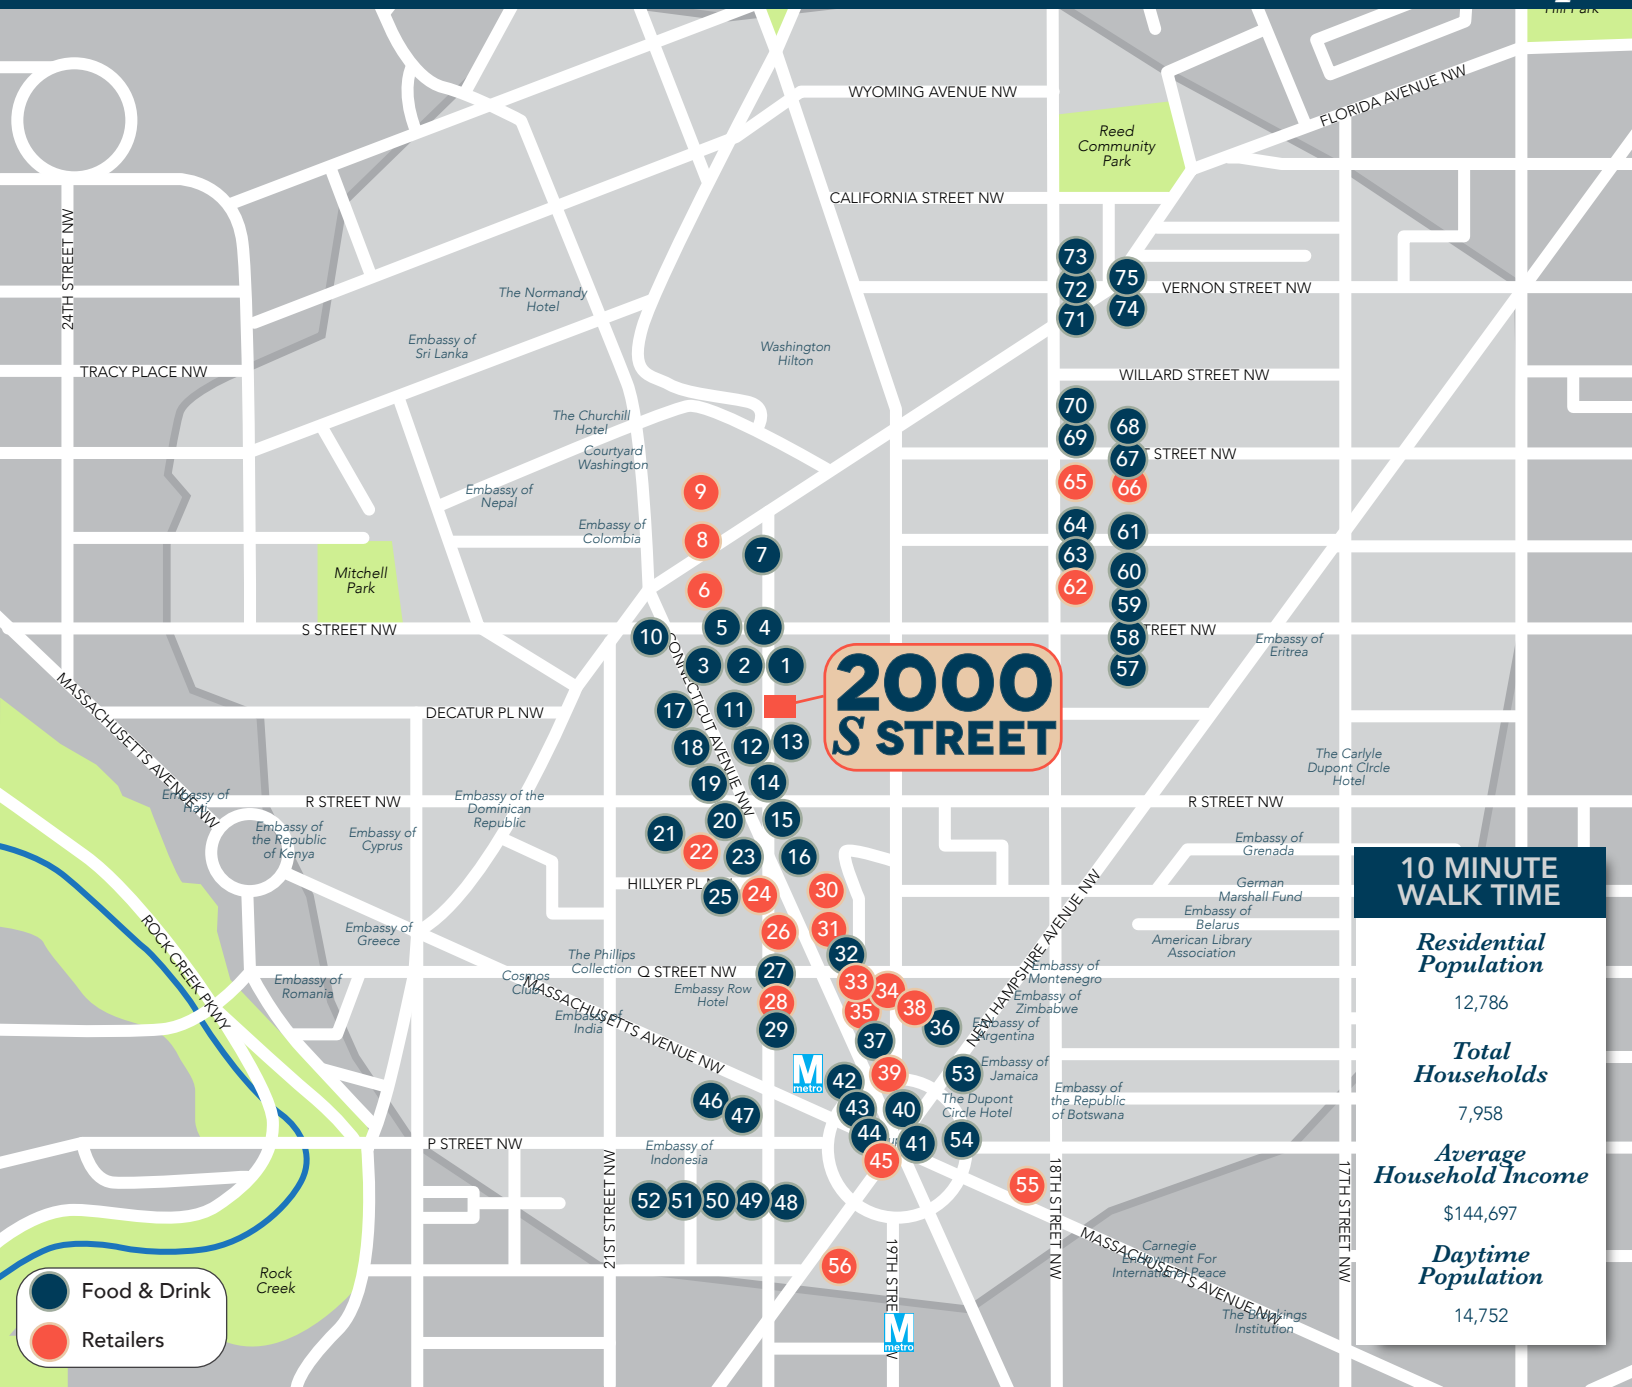 WYOMING AVENUE NW
FLORIDA AVENUE NW
Reed
Community
Park
CALIFORNIA STREET NW
24TH STREET NW
73
72
71
75
74
VERNON STREET NW
The Normandy
Hotel
Embassy of
Sri Lanka
Washington
Hilton
TRACY PLACE NW
WILLARD STREET NW
The Churchill
Hotel
Courtyard
Washington
70
69
68
67
T STREET NW
65
66
Embassy of
Nepal
Embassy of
Colombia
9
8
7
6
64
63
62
61
60
59
58
57
Mitchell
Park
S STREET NW
10
5
4
3
2
1
STREET NW
Embassy of
Eritrea
2000
S STREET
MASSACHUSETTS AVENUE NW
CONNECTICUT AVENUE NW
DECATUR PL NW
17
11
18
12
13
19
14
20
15
21
22
23
16
The Carlyle
Dupont CIrcle
Hotel
Embassy of
Italy
R STREET NW
R STREET NW
Embassy of the
Dominican
Republic
Embassy of
the Republic
of Kenya
Embassy of
Cyprus
Embassy of
Grenada
HILLYER PL
25
24
30
26
31
German
Marshall Fund
Embassy of
Belarus
American Library
Association
NEW HAMPSHIRE AVENUE NW
ROCK CREEK PKWY
Embassy of
Greece
The Phillips
Collection
Q STREET NW
Cosmos
Club
Embassy Row
Hotel
Embassy of
Romania
Embassy of
India
MASSACHUSETTS AVENUE NW
27
28
29
32
33
34
35
38
36
37
Embassy of
Montenegro
Embassy of
Zimbabwe
Embassy of
Argentina
Embassy of
Jamaica
M
metro
42
39
53
43
40
44
41
54
45
The Dupont
Circle Hotel
Embassy of
the Republic
of Botswana
46
47
P STREET NW
Embassy of
Indonesia
52
51
50
49
48
55
56
21ST STREET NW
19TH STRE
18TH STREET NW
17TH STREET NW
MASSACHUSETTS AVENUE NW
Carnegie
Endowment For
International Peace
The Brookings
Institution
M
metro
Rock
Creek
Food & Drink
Retailers
10 MINUTE
WALK TIME
Residential
Population
12,786
Total
Households
7,958
Average
Household Income
$144,697
Daytime
Population
14,752